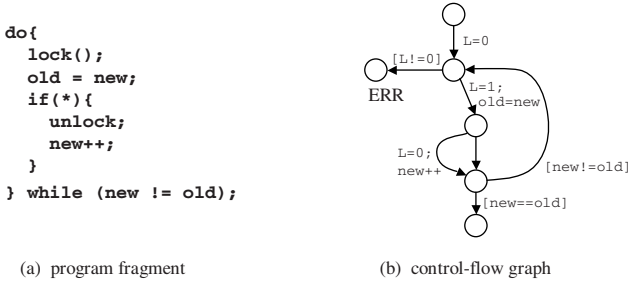 do{
lock();
old = new;
if(*){
unlock;
new++;
}
} while (new != old);
(a) program fragment
L=0
[L!=0]
ERR
L=1;
old=new
L=0;
new++
[new!=old]
[new==old]
(b) control-flow graph